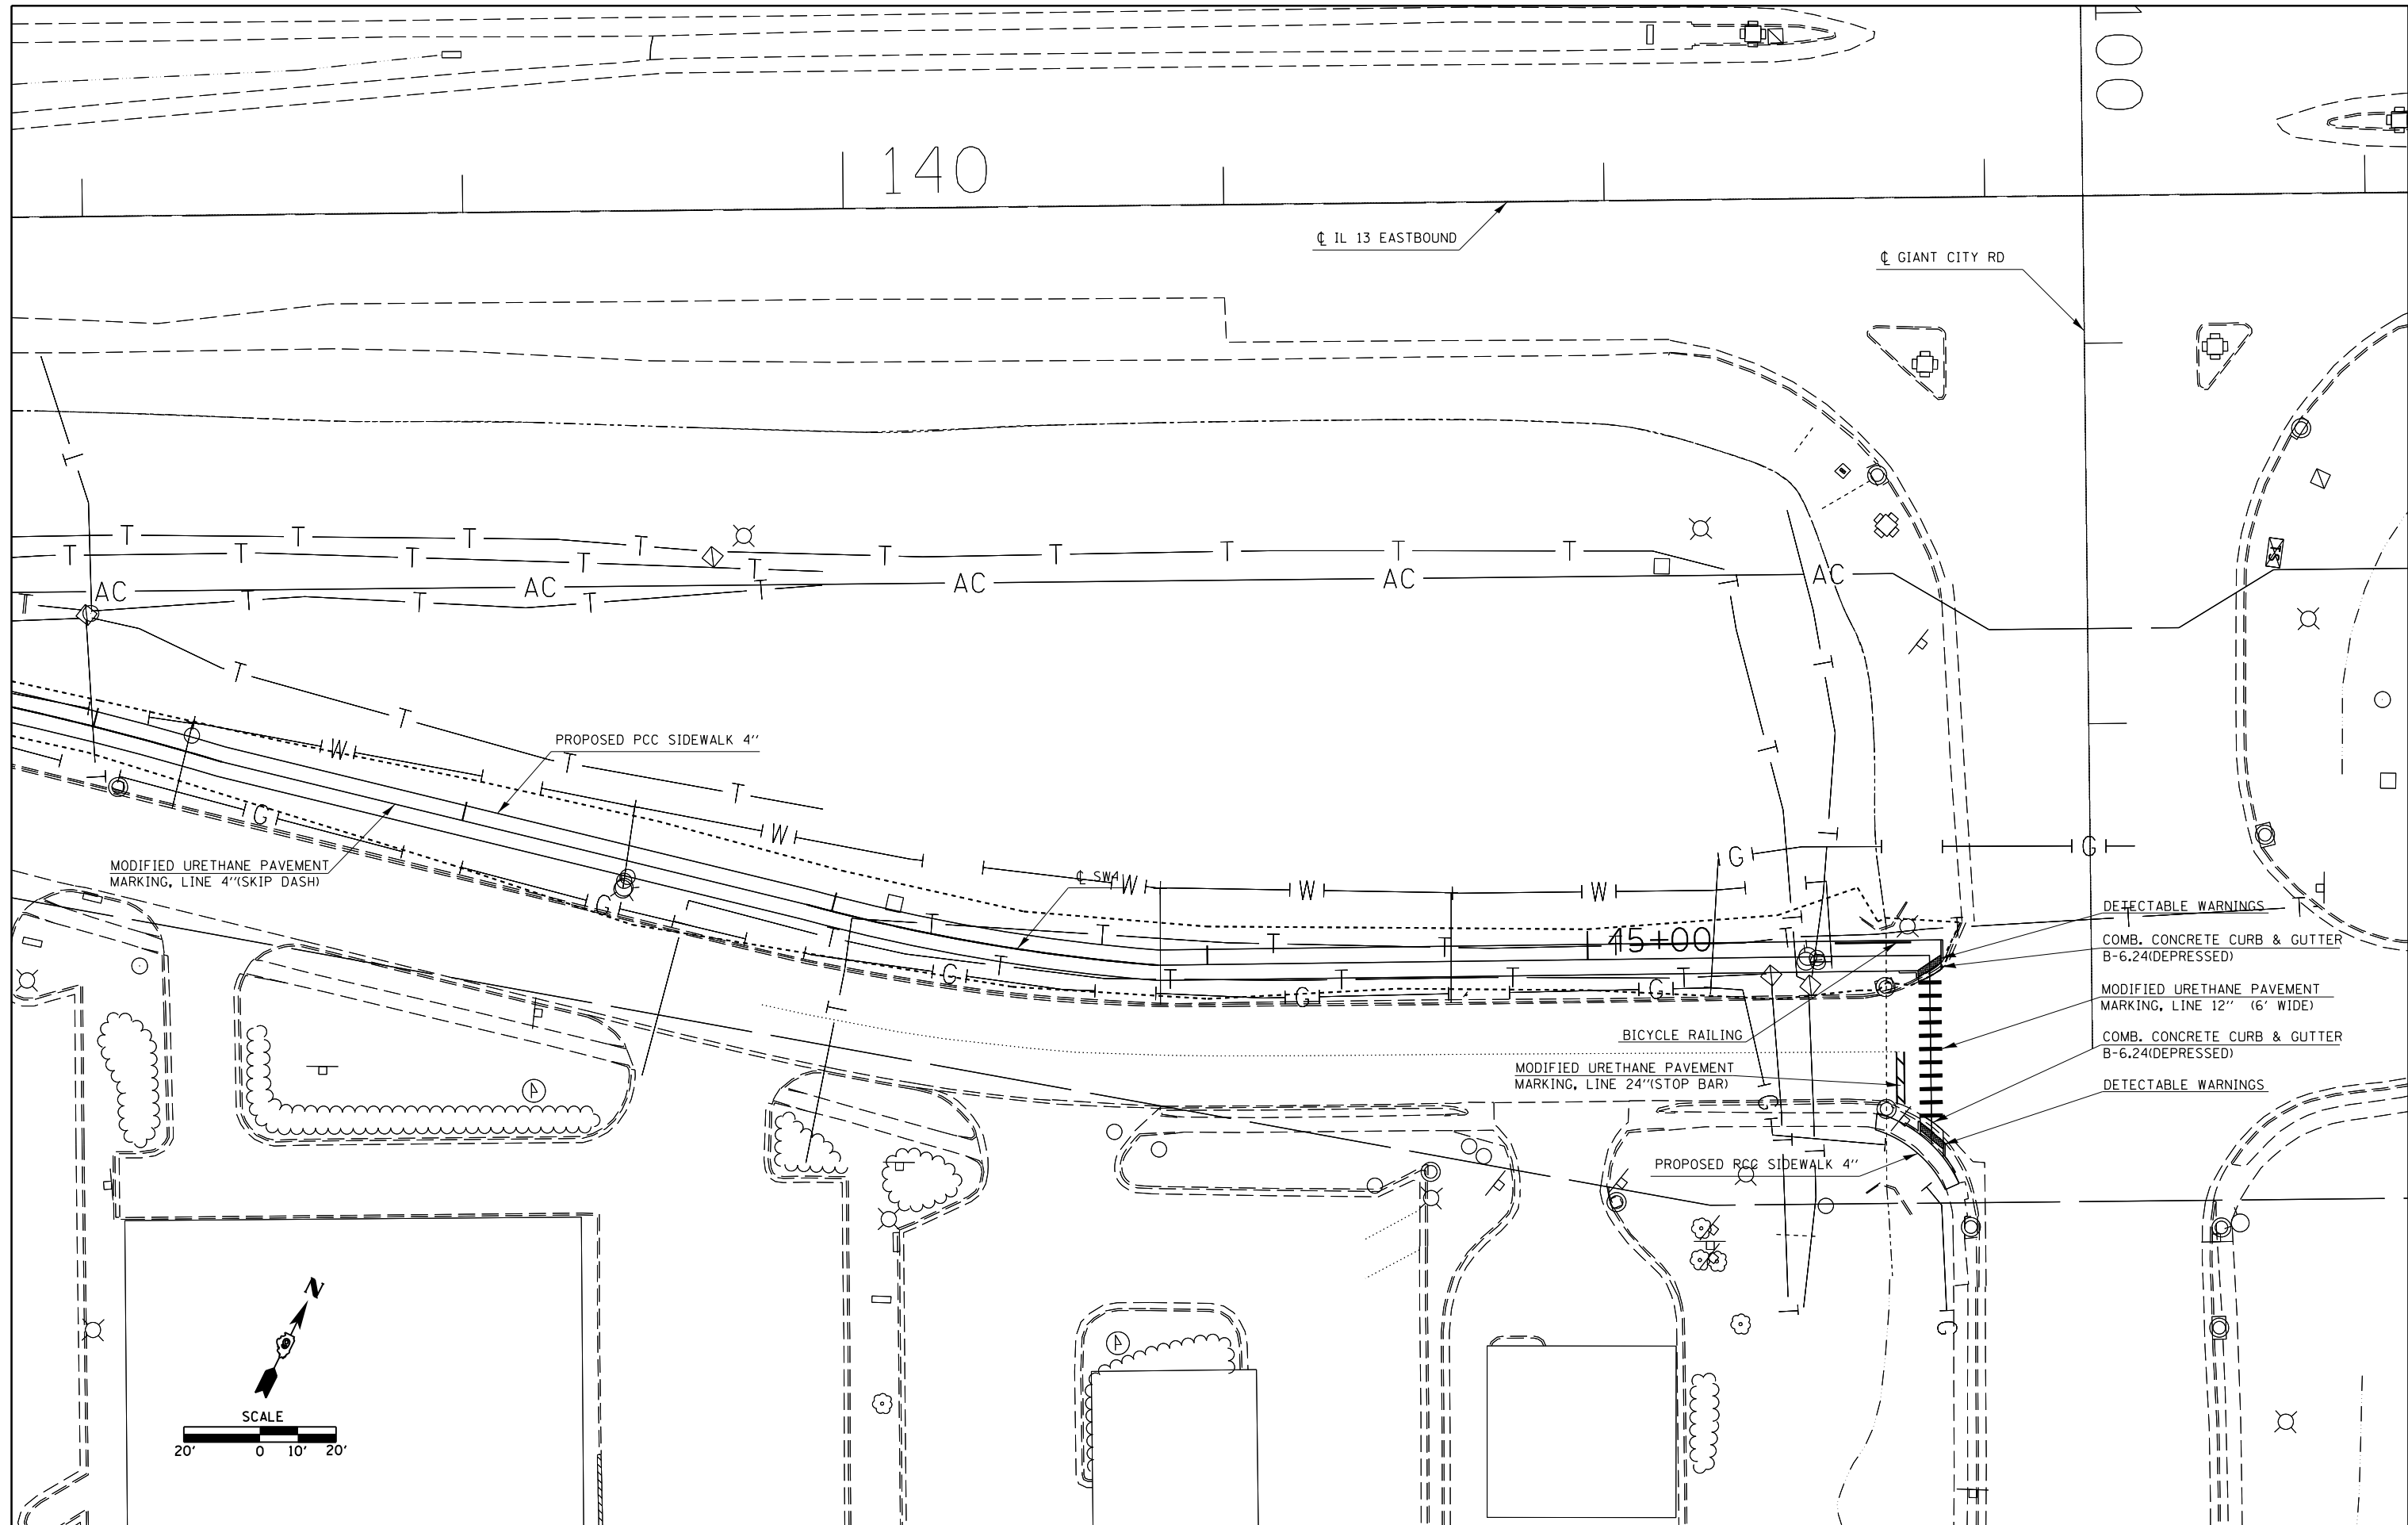 100
140
℄ IL 13 EASTBOUND
℄ GIANT CITY RD
T
T T T T T T T T T
T T T T T
AC AC AC AC AC
T T T T T
T
T
T
T
T
T
T
ST
PROPOSED PCC SIDEWALK 4"
W
T
W
T
G
MODIFIED URETHANE PAVEMENT
MARKING, LINE 4"(SKIP DASH)
℄ SW4
W W W
G
G
G
DETECTABLE WARNINGS
T
T
T T T T
15+00
COMB. CONCRETE CURB & GUTTER
B-6.24(DEPRESSED)
G G G
T T T T T
MODIFIED URETHANE PAVEMENT
MARKING, LINE 12" (6' WIDE)
BICYCLE RAILING
COMB. CONCRETE CURB & GUTTER
B-6.24(DEPRESSED)
MODIFIED URETHANE PAVEMENT
MARKING, LINE 24"(STOP BAR)
DETECTABLE WARNINGS
G
PROPOSED PCC SIDEWALK 4"
G
N
SCALE
20' 0 10' 20'